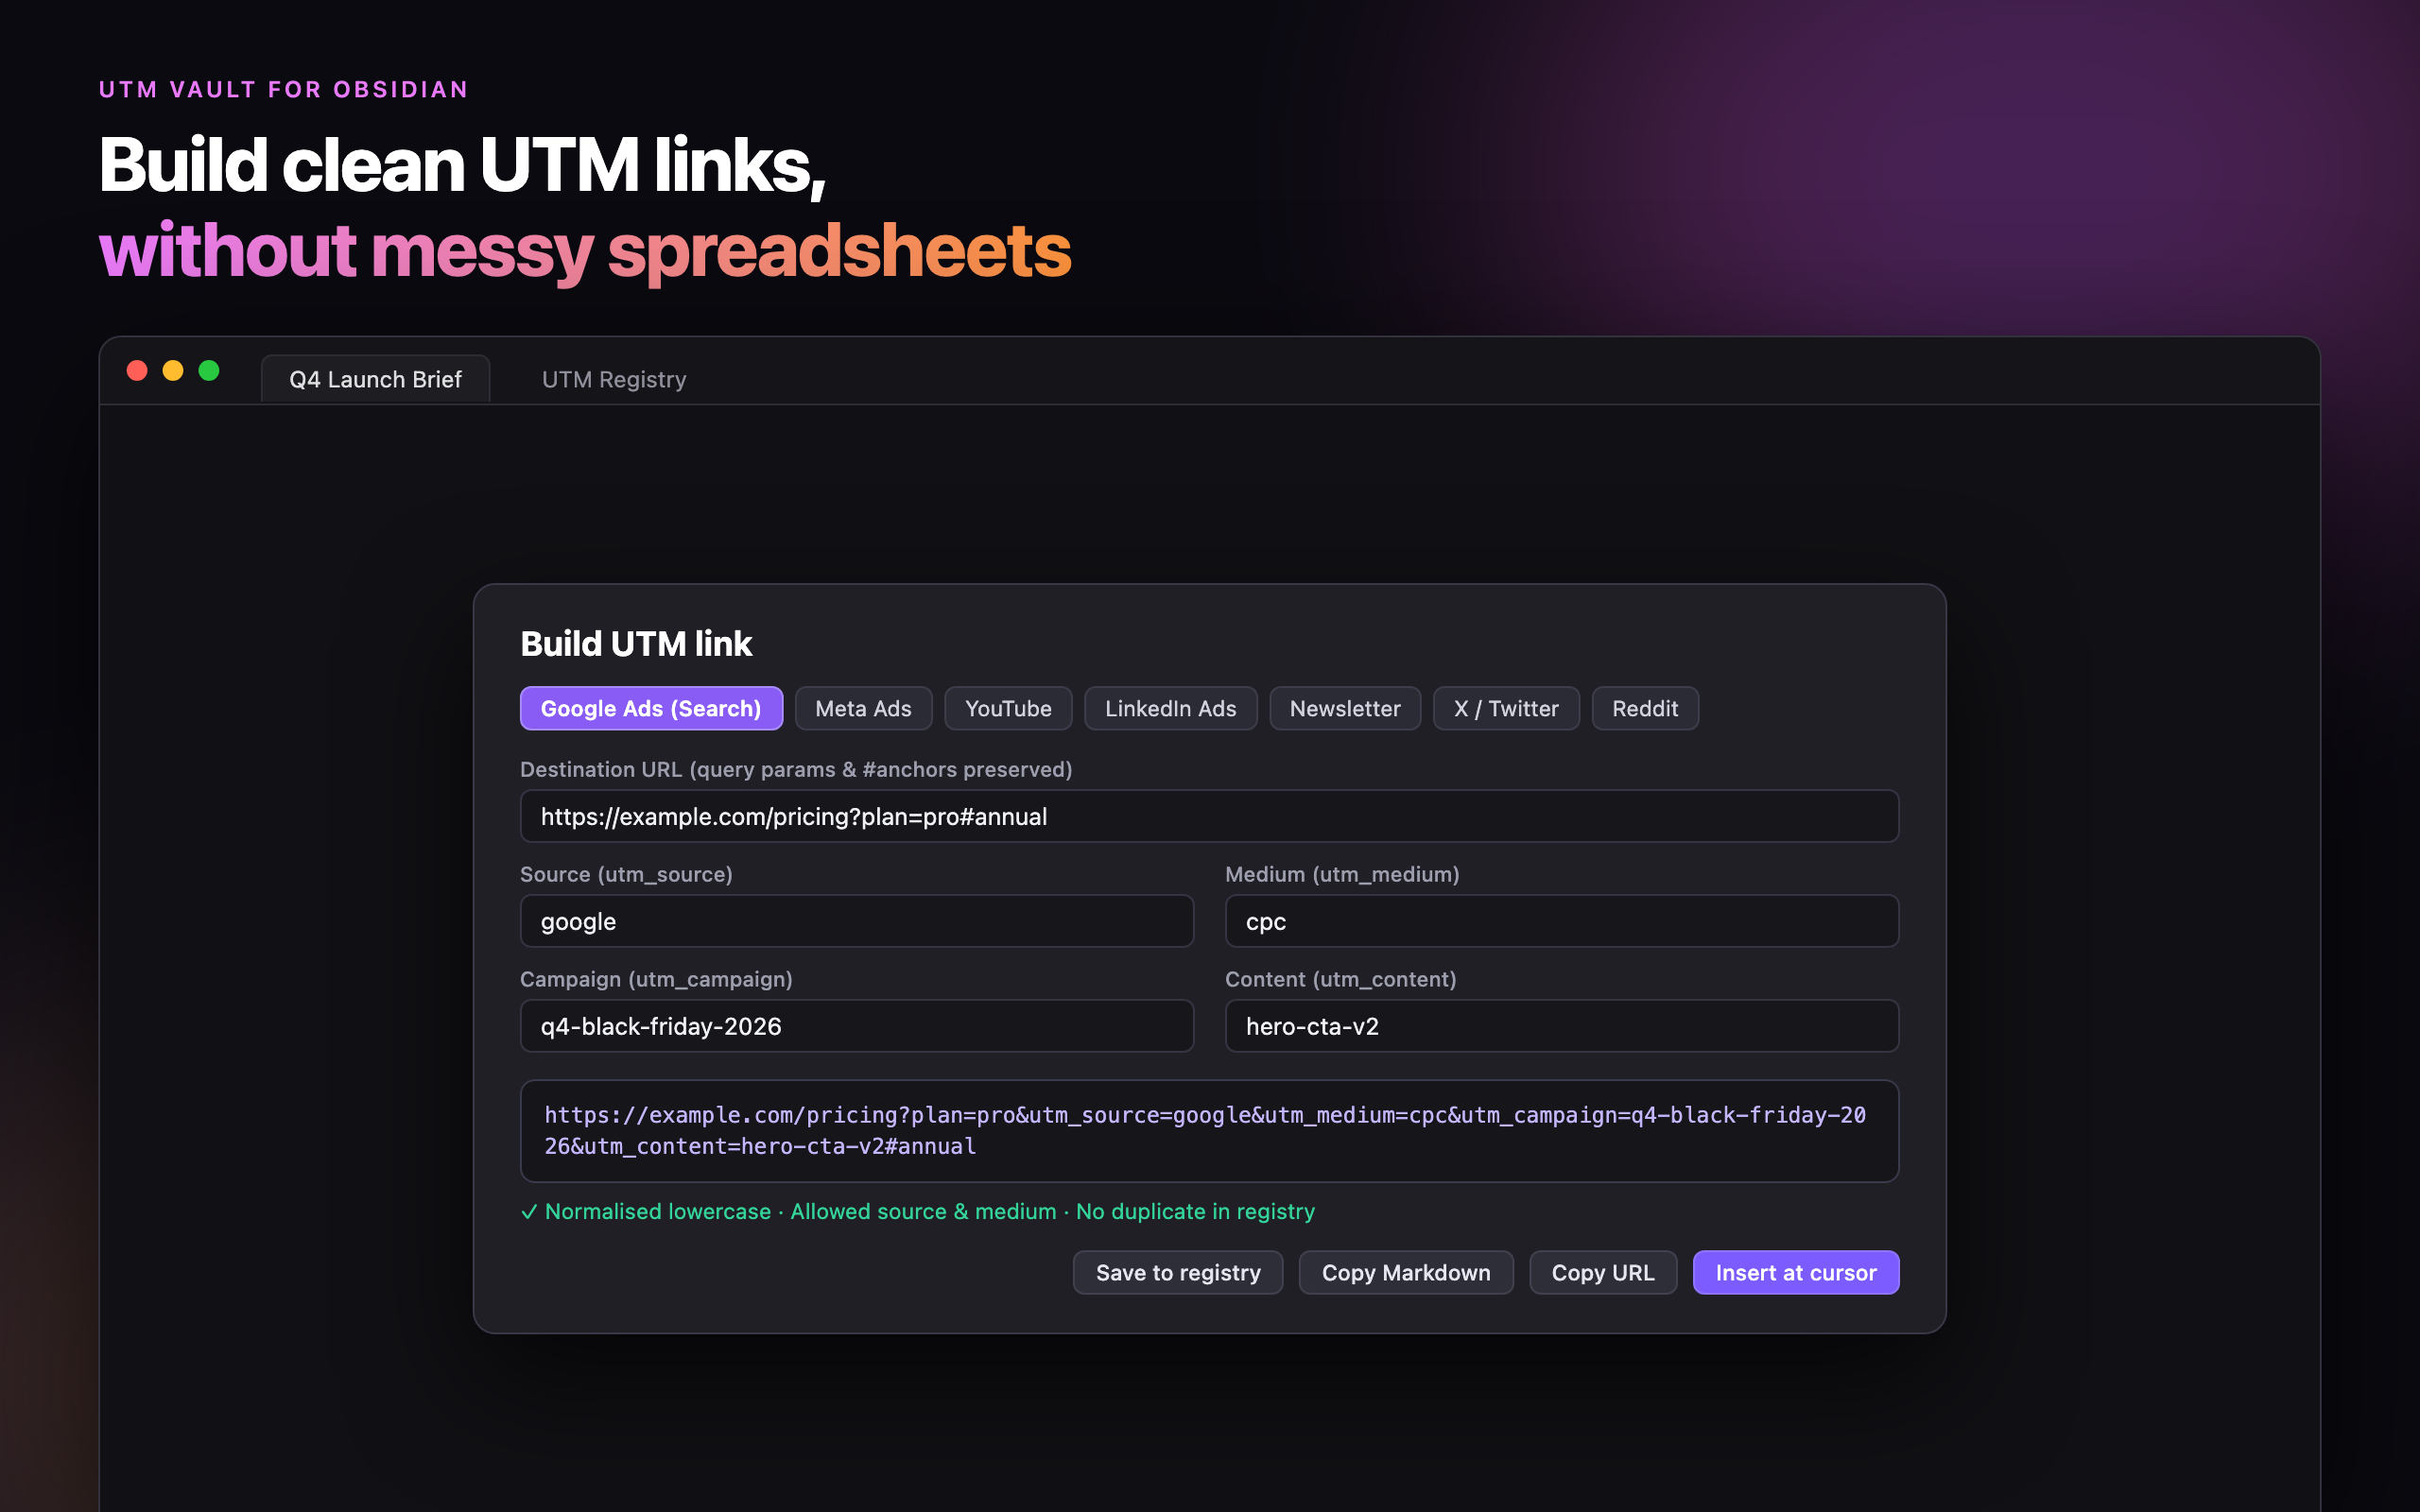 UTM VAULT FOR OBSIDIAN
Build clean UTM links,
without messy spreadsheets
Q4 Launch Brief
UTM Registry
Build UTM link
Google Ads (Search)
Meta Ads
YouTube
LinkedIn Ads
Newsletter
X / Twitter
Reddit
Destination URL (query params & #anchors preserved)
https://example.com/pricing?plan=pro#annual
Source (utm_source)
Medium (utm_medium)
google
cpc
Campaign (utm_campaign)
Content (utm_content)
q4-black-friday-2026
hero-cta-v2
https://example.com/pricing?plan=pro&utm_source=google&utm_medium=cpc&utm_campaign=q4-black-friday-20
26&utm_content=hero-cta-v2#annual
✓ Normalised lowercase · Allowed source & medium · No duplicate in registry
Save to registry
Copy Markdown
Copy URL
Insert at cursor